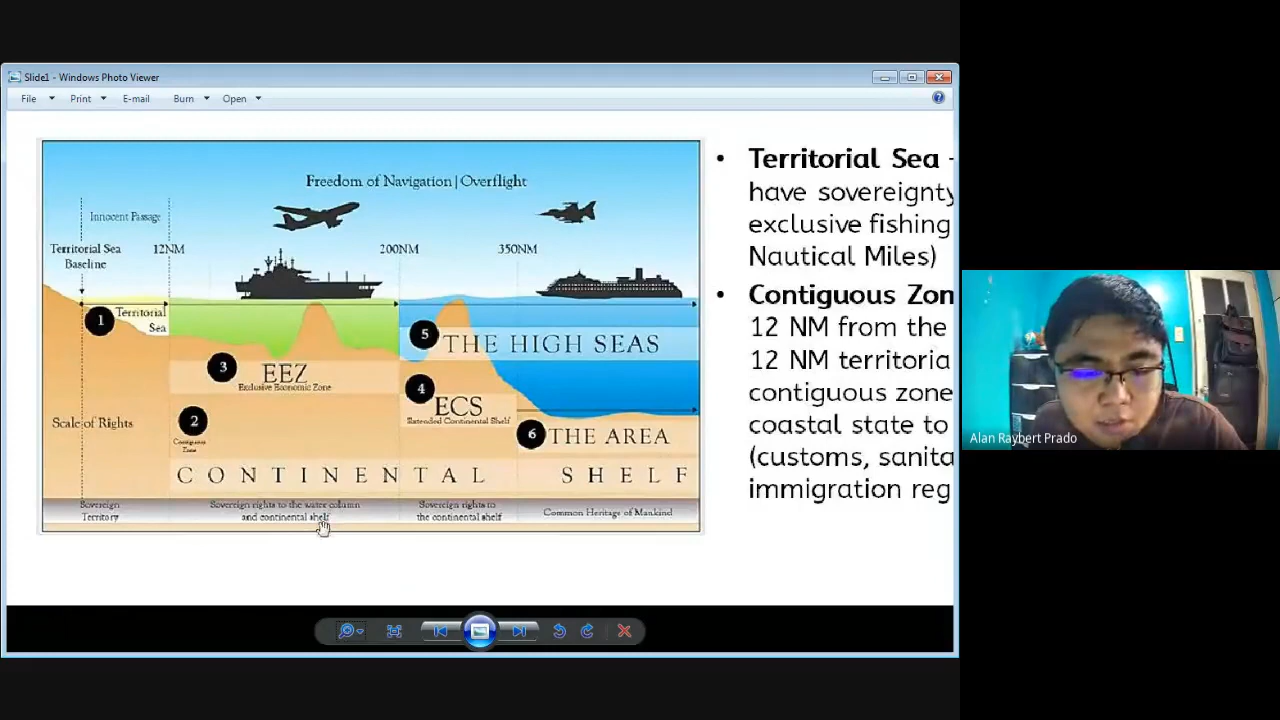 Slide1 - Windows Photo Viewer
File Print E-mail Burn Open
Freedom of Navigation|Overflight
Innocent Passage
Territorial Sea
Baseline
12NM
200NM
350NM
1
Territorial
Sea
5
THE HIGH SEAS
3
EEZ
Exclusive Economic Zone
4
ECS
Extended Continental Shelf
2
Contiguous
Zone
Scale of Rights
6
THE AREA
CONTINENTAL SHELF
Sovereign
Territory
Sovereign rights to the water column
and continental shelf
Sovereign rights to
the continental shelf
Common Heritage of Mankind
• Territorial Sea -
have sovereignty
exclusive fishing
Nautical Miles)
• Contiguous Zon
12 NM from the
12 NM territoria
contiguous zone
coastal state to
(customs, sanita
immigration reg
Alan Raybert Prado